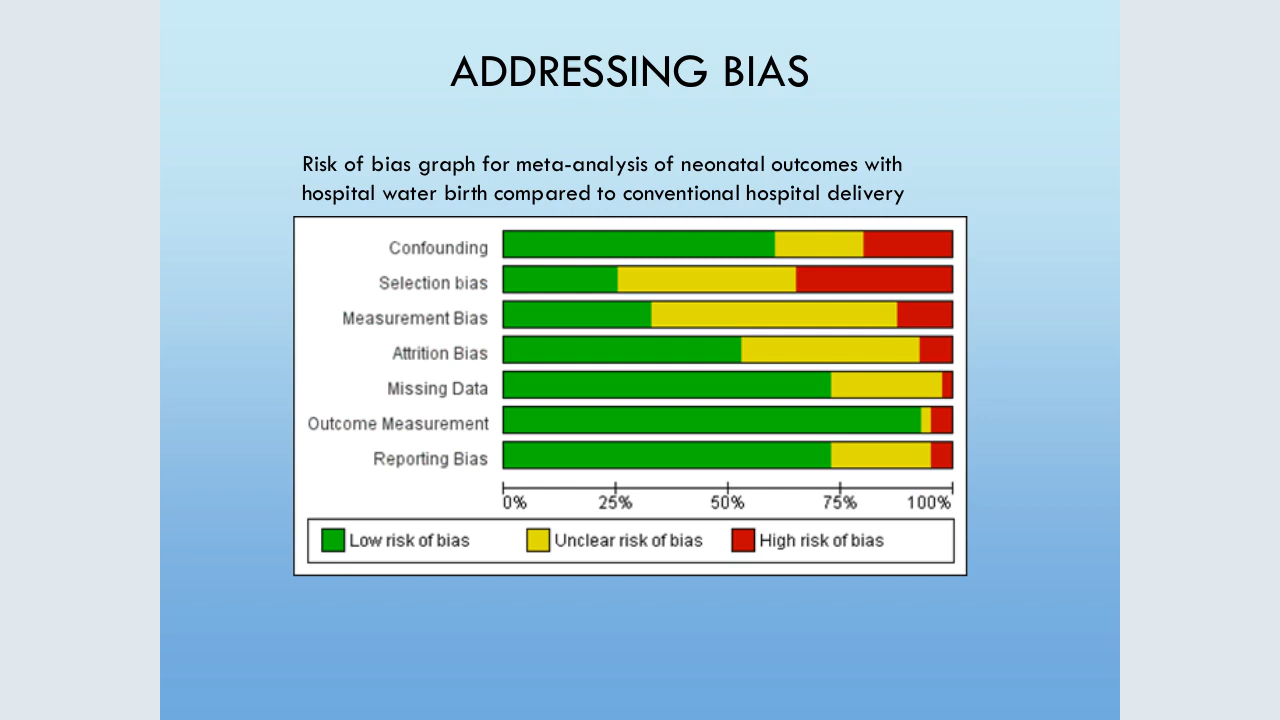 ADDRESSING BIAS
Risk of bias graph for meta-analysis of neonatal outcomes with
hospital water birth compared to conventional hospital delivery
Confounding
Selection bias
Measurement Bias
Attrition Bias
Missing Data
Outcome Measurement
Reporting Bias
0% 25% 50% 75% 100%
Low risk of bias Unclear risk of bias High risk of bias